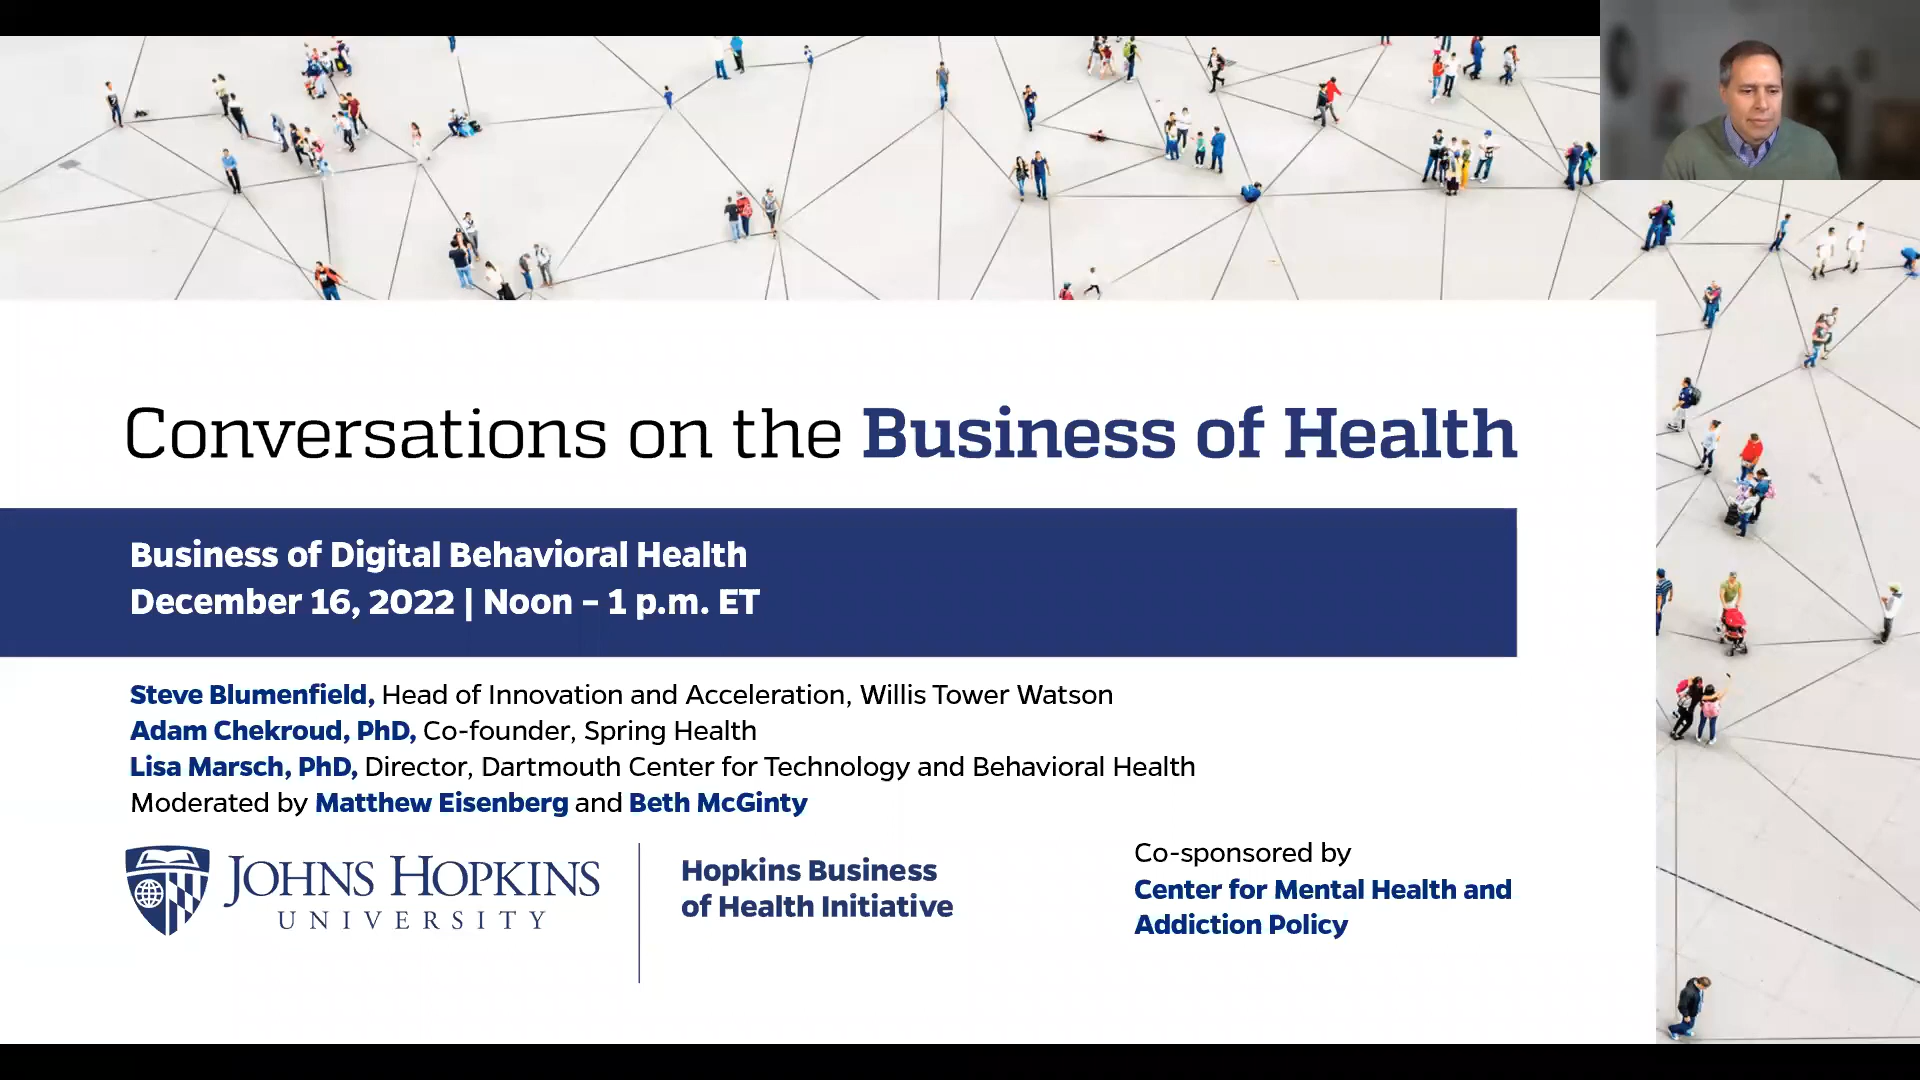 Conversations on the Business of Health
Business of Digital Behavioral Health
December 16, 2022 | Noon – 1 p.m. ET
Steve Blumenfield, Head of Innovation and Acceleration, Willis Tower Watson
Adam Chekroud, PhD, Co-founder, Spring Health
Lisa Marsch, PhD, Director, Dartmouth Center for Technology and Behavioral Health
Moderated by Matthew Eisenberg and Beth McGinty
JOHNS HOPKINS
UNIVERSITY
Hopkins Business
of Health Initiative
Co-sponsored by
Center for Mental Health and
Addiction Policy